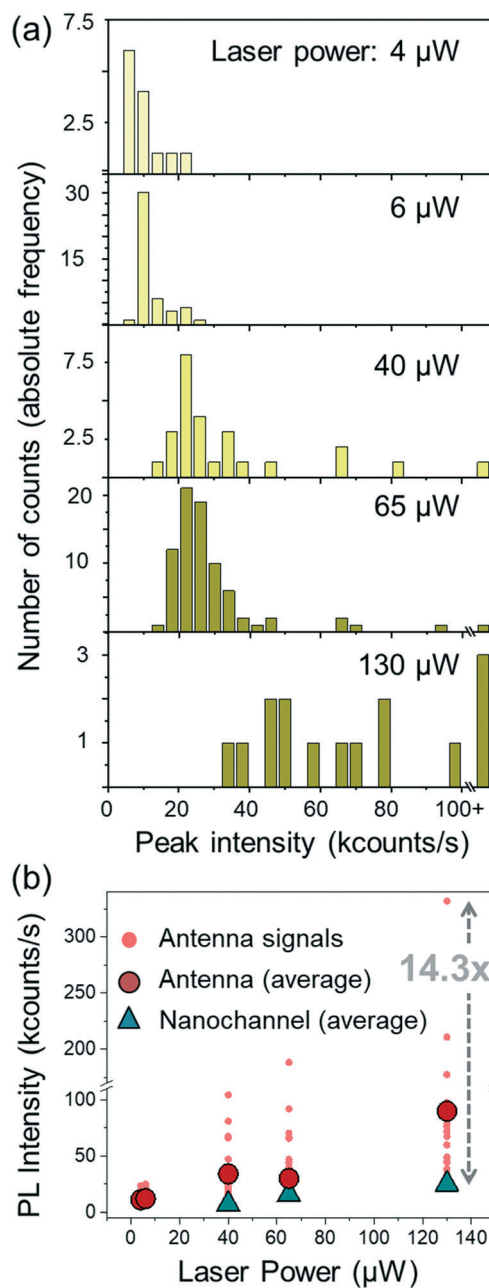 (a)
Number of counts (absolute frequency)
7.5
5
2.5
Laser power: 4 µW
30
15
6 µW
7.5
5
2.5
40 µW
20
10
65 µW
3
2
1
130 µW
0 20 40 60 80 100+
Peak intensity (kcounts/s)
(b)
PL Intensity (kcounts/s)
300
250
200
100
50
0
Antenna signals
Antenna (average)
Nanochannel (average)
14.3x
0 20 40 60 80 100 120 140
Laser Power (µW)